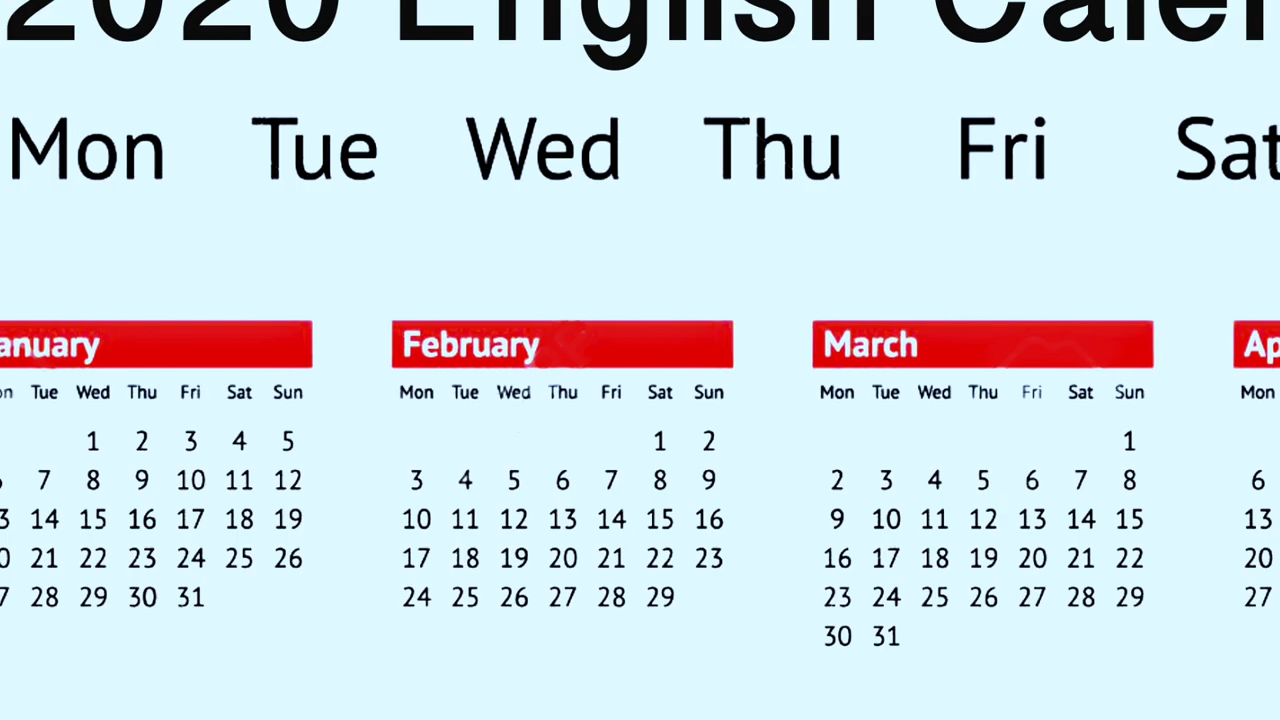 2020 English Calen
Mon Tue Wed Thu Fri Sat
anuary February March Ap
on Tue Wed Thu Fri Sat Sun Mon Tue Wed Thu Fri Sat Sun Mon Tue Wed Thu Fri Sat Sun Mon
1 2 3 4 5 1 2 1
7 8 9 10 11 12 3 4 5 6 7 8 9 2 3 4 5 6 7 8 6
3 14 15 16 17 18 19 10 11 12 13 14 15 16 9 10 11 12 13 14 15 13
0 21 22 23 24 25 26 17 18 19 20 21 22 23 16 17 18 19 20 21 22 20
7 28 29 30 31 24 25 26 27 28 29 23 24 25 26 27 28 29 27
30 31